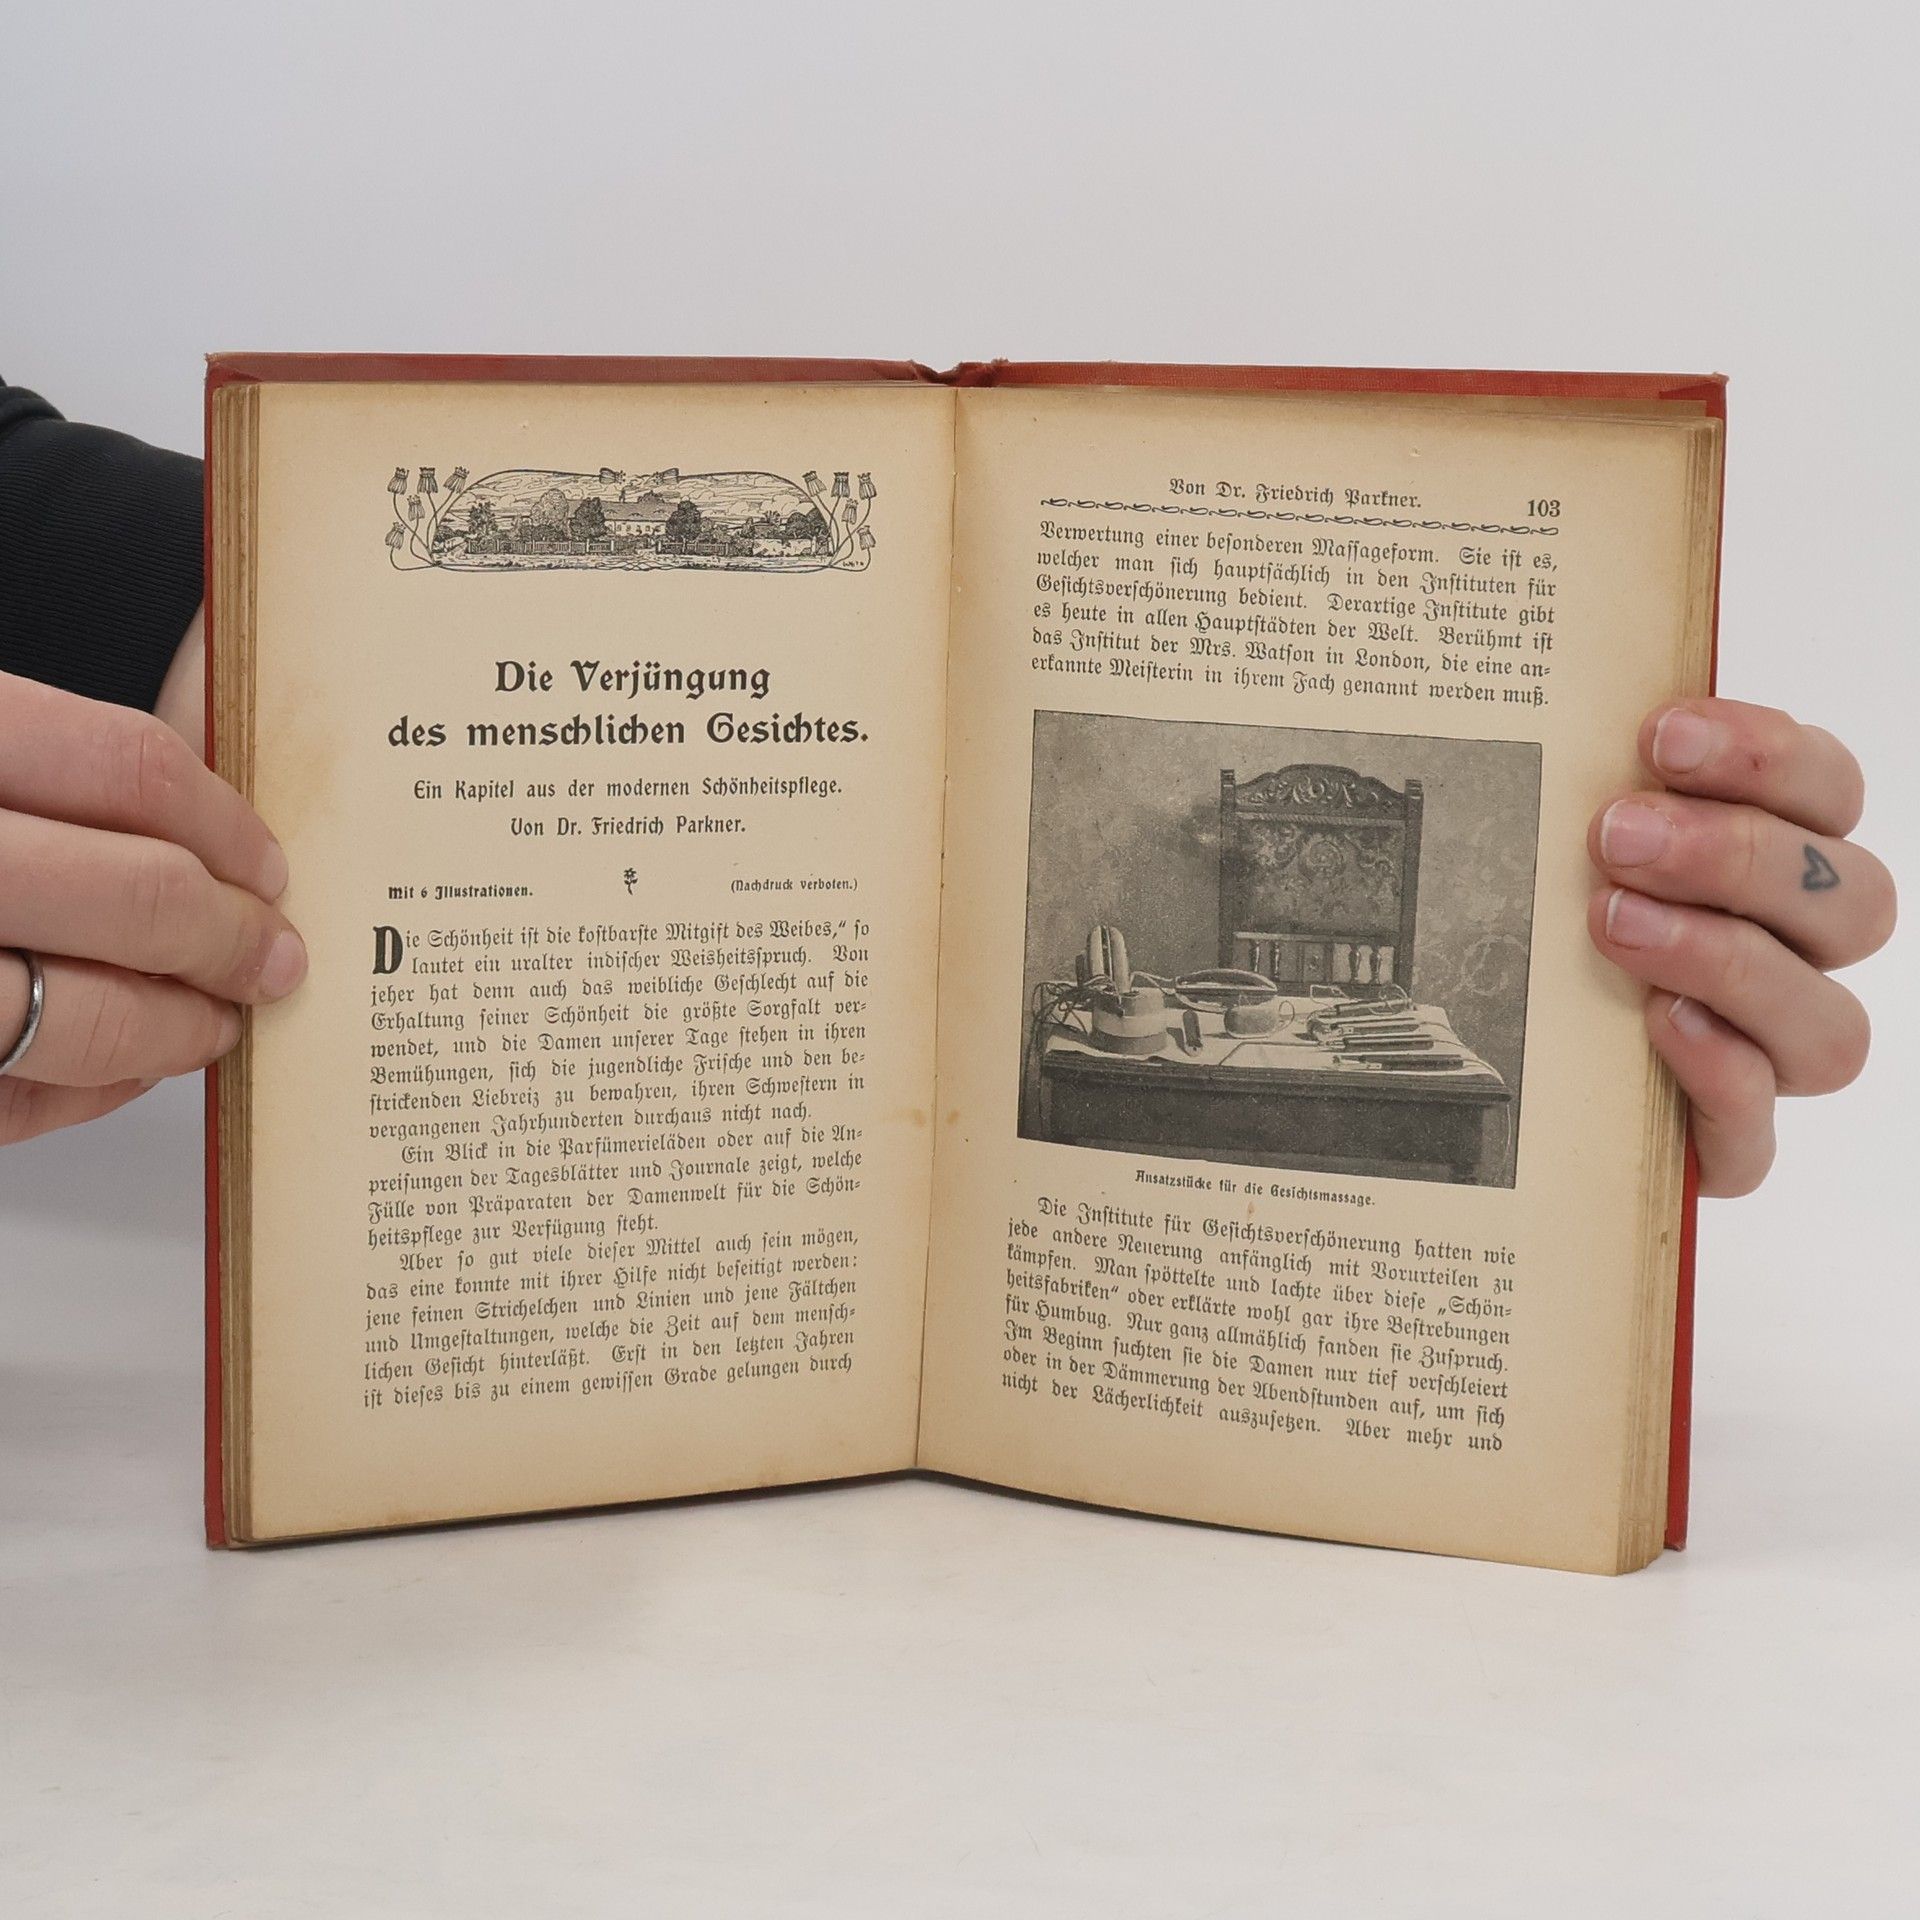 Die Verjüngung
des menschlichen Gesichtes.
Ein Kapitel aus der modernen Schönheitspflege.
Von Dr. Friedrich Parkner.
Mit 6 Illustrationen.
(Nachdruck verboten.)
Die Schönheit iſt die koſtbarſte Mitgift des Weibes,“ ſo
lautet ein uralter indiſcher Weisheitsſpruch. Von
jeher hat denn auch das weibliche Geſchlecht auf die
Erhaltung ſeiner Schönheit die größte Sorgfalt ver-
wendet, und die Damen unſerer Tage ſtehen in ihren
Bemühungen, ſich die jugendliche Friſche und den be-
ſtrickenden Liebreiz zu bewahren, ihren Schweſtern in
vergangenen Jahrhunderten durchaus nicht nach.
Ein Blick in die Parfümerieläden oder auf die An-
preiſungen der Tagesblätter und Journale zeigt, welche
Fülle von Präparaten der Damenwelt für die Schön-
heitspflege zur Verfügung ſteht.
Aber ſo gut viele dieſer Mittel auch ſein mögen,
das eine konnte mit ihrer Hilfe nicht beſeitigt werden:
jene feinen Strichelchen und Linien und jene Fältchen
und Umgeſtaltungen, welche die Zeit auf dem menſch-
lichen Geſicht hinterläßt. Erſt in den letzten Jahren
iſt dieſes bis zu einem gewiſſen Grade gelungen durch
Von Dr. Friedrich Parkner. 103
Verwertung einer beſonderen Maſſageform. Sie iſt es,
welcher man ſich hauptſächlich in den Inſtituten für
Geſichtsverſchönerung bedient. Derartige Inſtitute gibt
es heute in allen Hauptſtädten der Welt. Berühmt iſt
das Inſtitut der Mrs. Watſon in London, die eine an-
erkannte Meiſterin in ihrem Fach genannt werden muß.
Ansatzstücke für die Gesichtsmassage.
Die Inſtitute für Geſichtsverſchönerung hatten wie
jede andere Neuerung anfänglich mit Vorurteilen zu
kämpfen. Man ſpöttelte und lachte über dieſe „Schön-
heitsfabriken“ oder erklärte wohl gar ihre Beſtrebungen
für Humbug. Nur ganz allmählich fanden ſie Zuſpruch.
Im Beginn ſuchten ſie die Damen nur tief verſchleiert
oder in der Dämmerung der Abendſtunden auf, um ſich
nicht der Lächerlichkeit auszuſetzen. Aber mehr und